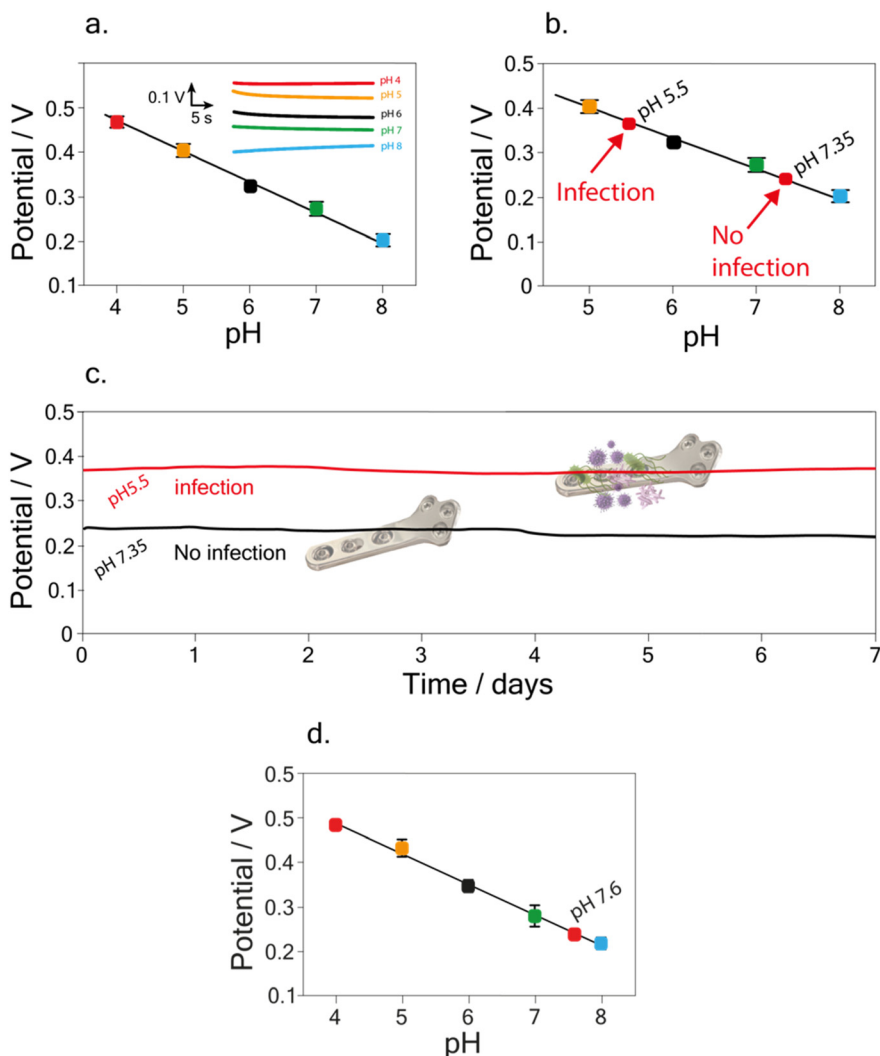 a.
Potential / V
0.5
0.5
0.4
0.3
0.2
0.1
0.1 V
5 s
pH 4
pH 5
pH 6
pH 7
pH 8
4 5 6 7 8
pH
b.
Potential / V
0.5
0.4
0.3
0.2
0.1
0
pH 5.5
pH 7.35
Infection
No
infection
5 6 7 8
pH
c.
Potential / V
0.5
0.4
0.3
0.2
0.1
0
pH5.5 infection
pH 7.35 No infection
0 1 2 3 4 5 6 7
Time / days
d.
Potential / V
0.5
0.5
0.4
0.3
0.2
0.1
pH 7.6
4 5 6 7 8
pH